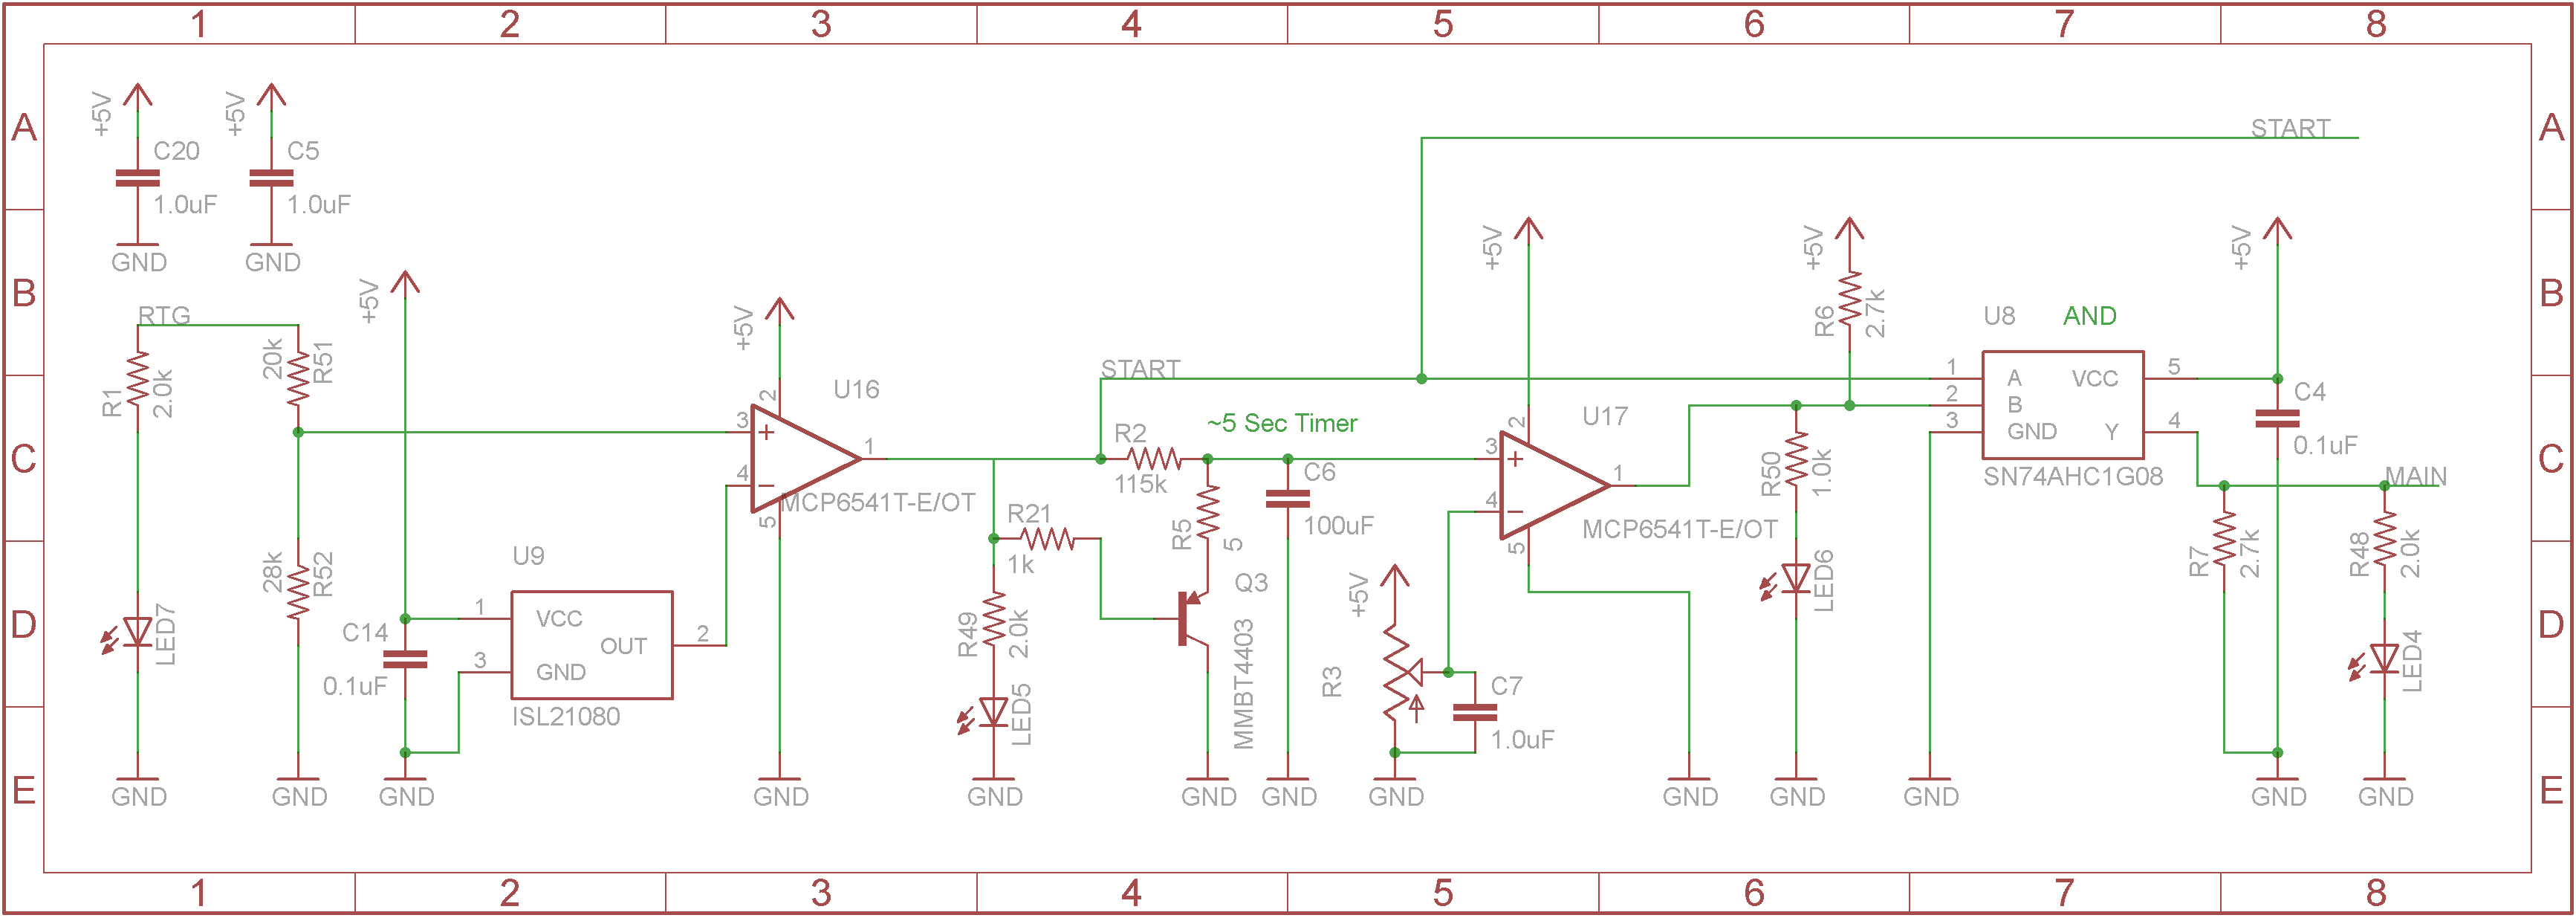 1 2 3 4 5 6 7 8
A
B
C
D
E
+5V
C20
1.0uF
GND
+5V
C5
1.0uF
GND
RTG
R1
2.0k
LED7
GND
20k
R51
28k
R52
GND
+5V
C14
0.1uF
GND
U9
1
VCC
OUT
2
3
GND
ISL21080
+5V
2
U16
3
+
1
4
−
5
MCP6541T-E/OT
GND
START
R2
115k
~5 Sec Timer
R21
1k
R49
2.0k
LED5
GND
R5
5
Q3
MMBT4403
GND
C6
100uF
GND
START
+5V
2
U17
3
+
1
4
−
5
MCP6541T-E/OT
GND
+5V
R3
C7
1.0uF
GND
+5V
R6
2.7k
R50
1.0k
LED6
GND
U8
AND
1
A
VCC
5
2
B
3
GND
Y
4
SN74AHC1G08
GND
+5V
C4
0.1uF
MAIN
R7
2.7k
GND
R48
2.0k
LED4
GND
A
B
C
D
E
1 2 3 4 5 6 7 8